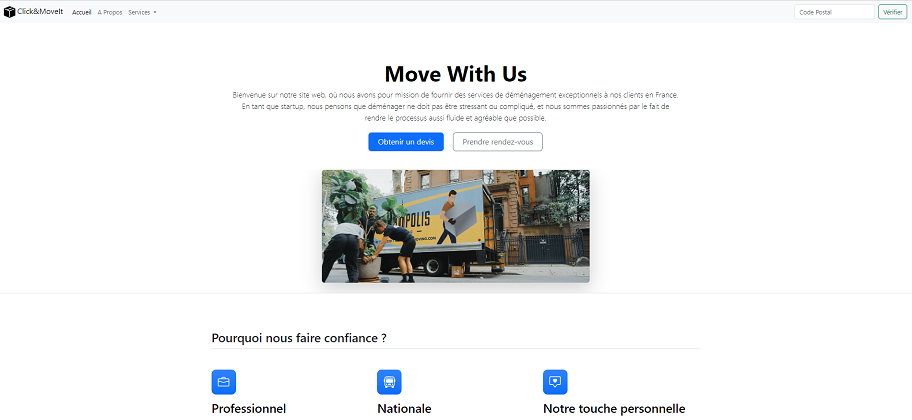 Click&MoveIt Accueil A Propos Services Code Postal Vérifier
Move With Us
Bienvenue sur notre site web, où nous avons pour mission de fournir des services de déménagement exceptionnels à nos clients en France.
En tant que startup, nous pensons que déménager ne doit pas être stressant ou compliqué, et nous sommes passionnés par le fait de
rendre le processus aussi fluide et agréable que possible.
Obtenir un devis Prendre rendez-vous
OPOLIS
Pourquoi nous faire confiance ?
Professionnel Nationale Notre touche personnelle